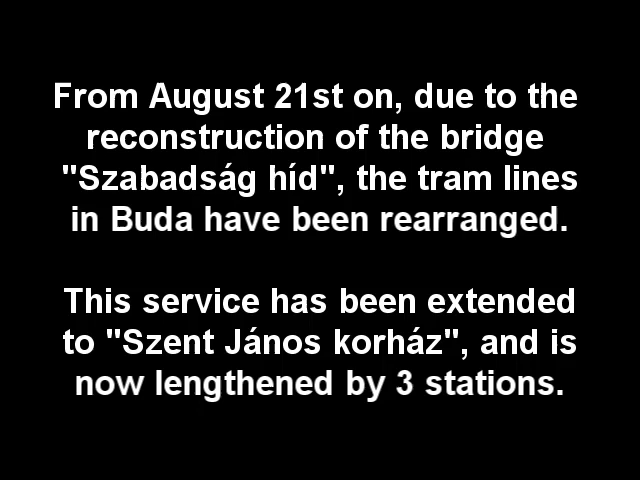 From August 21st on, due to the
reconstruction of the bridge
"Szabadság híd", the tram lines
in Buda have been rearranged.
This service has been extended
to "Szent János korház", and is
now lengthened by 3 stations.